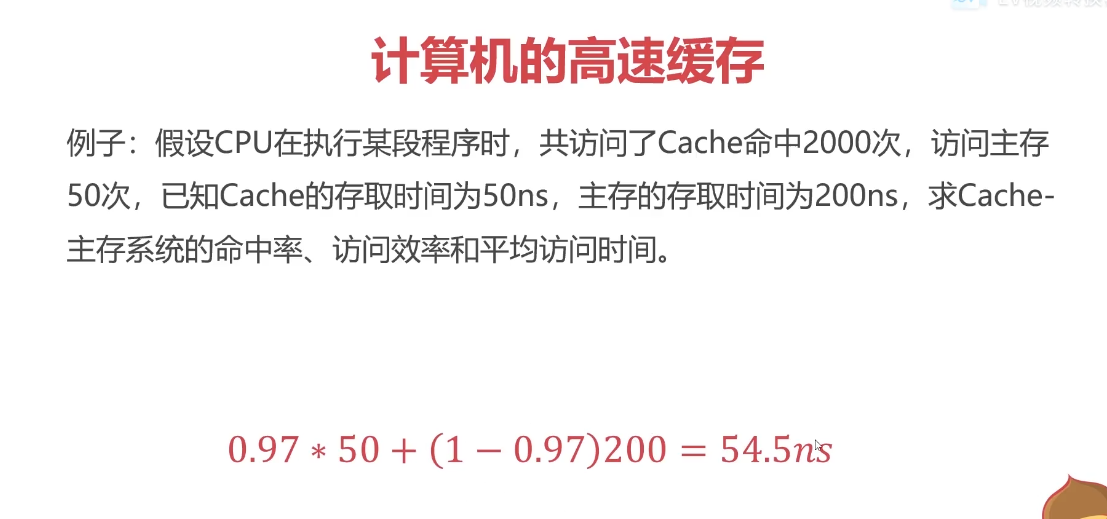 计算机的高速缓存
例子：假设CPU在执行某段程序时，共访问了Cache命中2000次，访问主存
50次，已知Cache的存取时间为50ns，主存的存取时间为200ns，求Cache-
主存系统的命中率、访问效率和平均访问时间。
0.97 ∗ 50 + (1 − 0.97)200 = 54.5ns